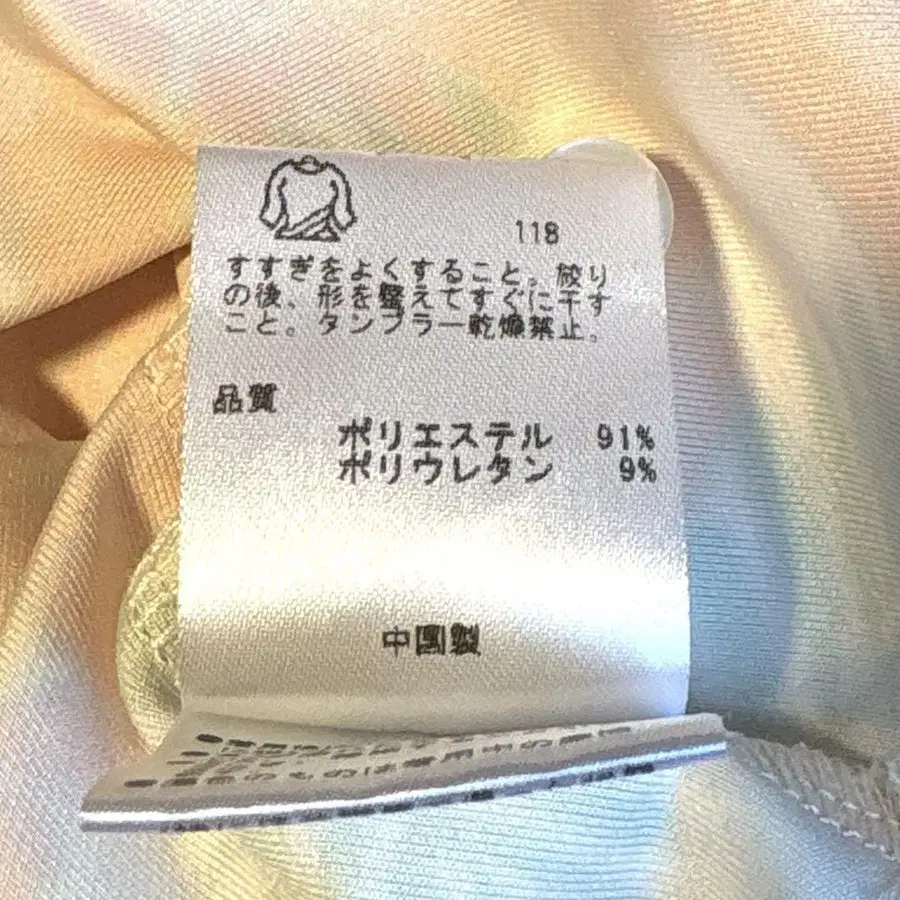 118
すすぎをよくすること。絞り
の後、形を整えてすぐに干す
こと。タンブラー乾燥禁止。
品質
ポリエステル 91%
ポリウレタン 9%
中国製